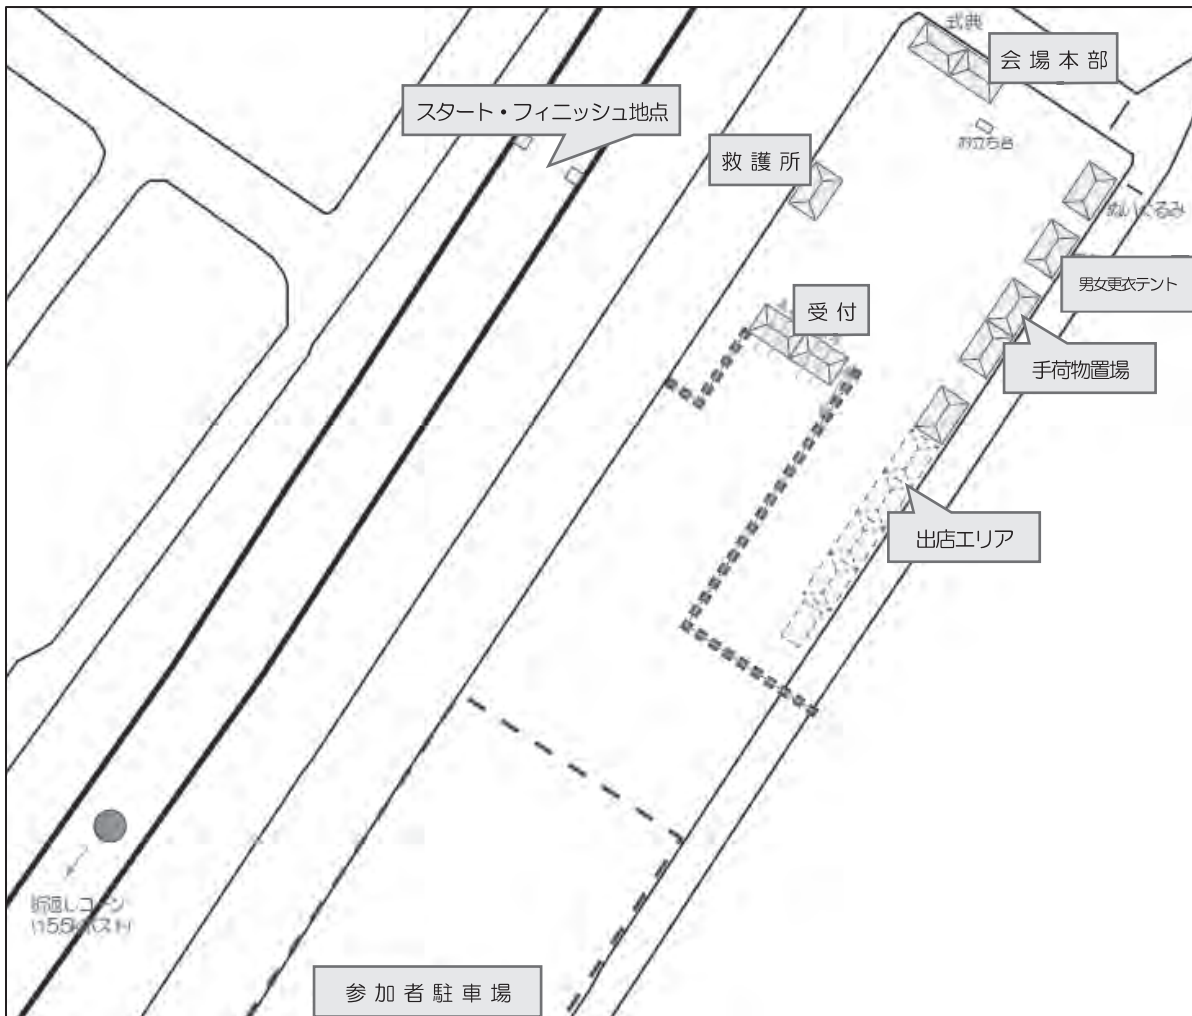 式典
会場本部
スタート・フィニッシュ地点
お立ち台
救護所
ぬいぐるみ
男女更衣テント
受付
手荷物置場
出店エリア
折返しコーン
参加者駐車場